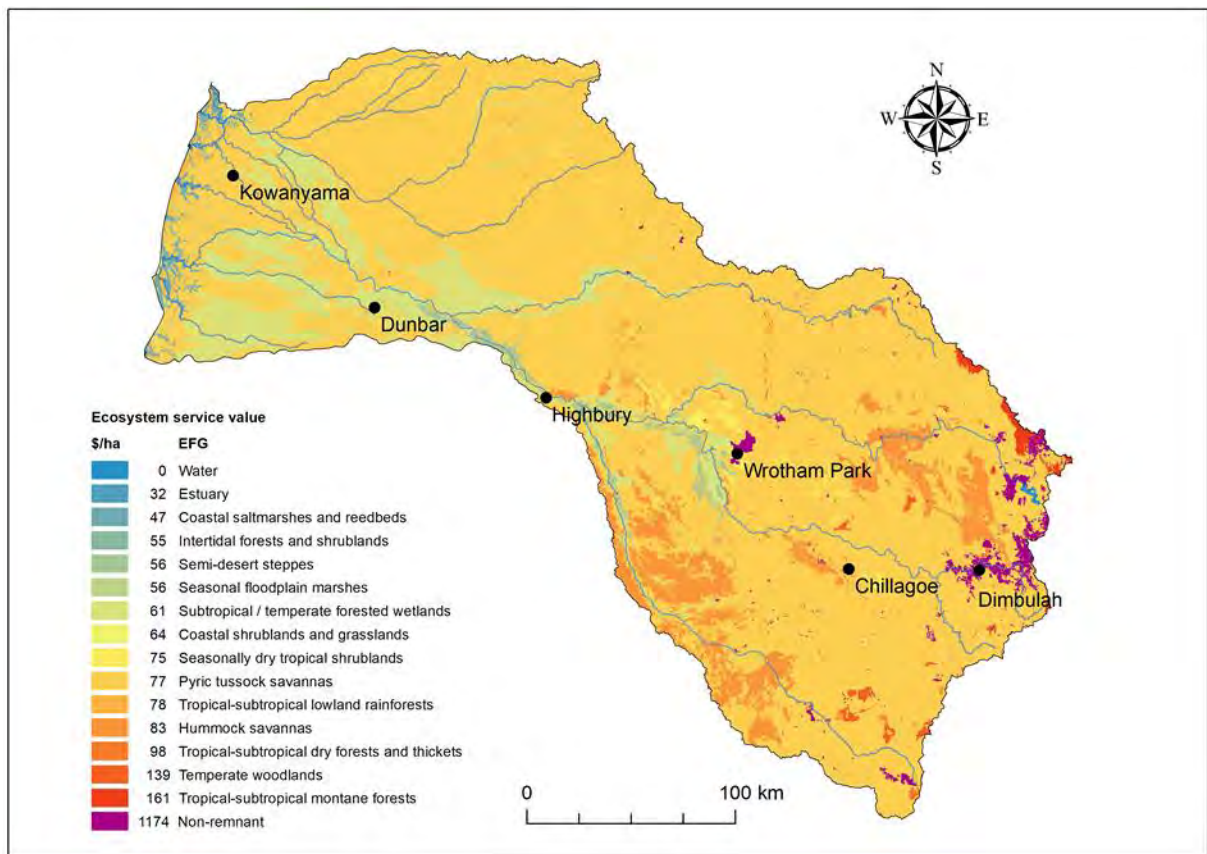 N
W E
S
Kowanyama
Dunbar
Highbury
Wrotham Park
Chillagoe
Dimbulah
Ecosystem service value
$/ha EFG
0 Water
32 Estuary
47 Coastal saltmarshes and reedbeds
55 Intertidal forests and shrublands
56 Semi-desert steppes
56 Seasonal floodplain marshes
61 Subtropical / temperate forested wetlands
64 Coastal shrublands and grasslands
75 Seasonally dry tropical shrublands
77 Pyric tussock savannas
78 Tropical-subtropical lowland rainforests
83 Hummock savannas
98 Tropical-subtropical dry forests and thickets
139 Temperate woodlands
161 Tropical-subtropical montane forests
1174 Non-remnant
0 100 km